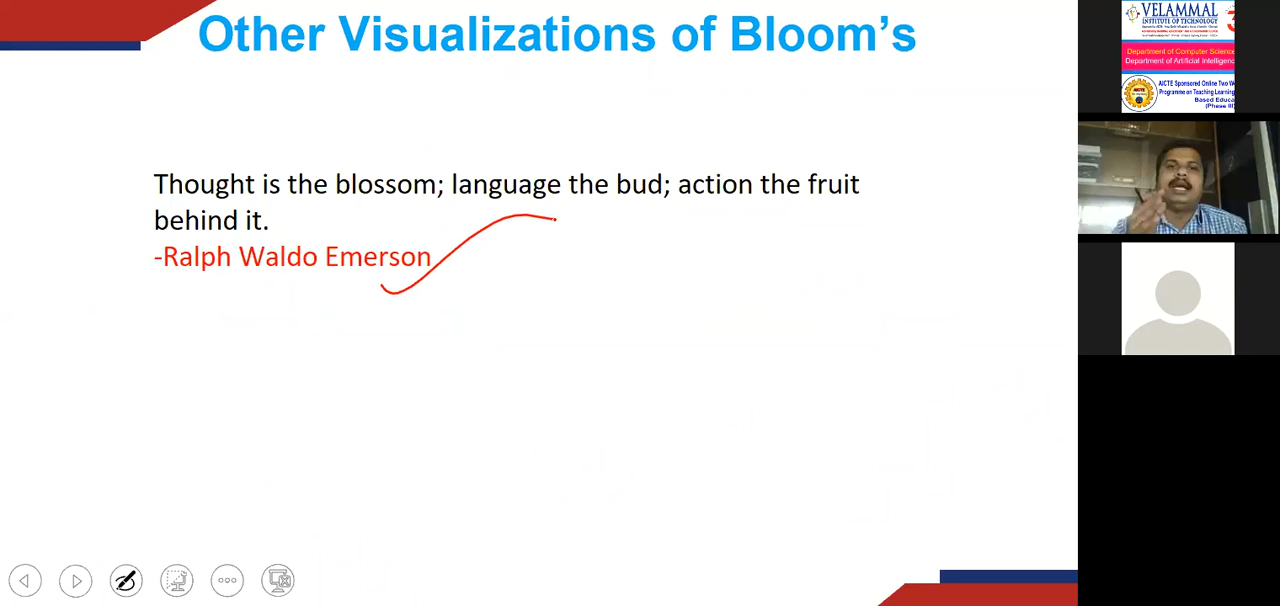 Other Visualizations of Bloom's
Thought is the blossom; language the bud; action the fruit
behind it.
-Ralph Waldo Emerson
VELAMMAL
INSTITUTE OF TECHNOLOGY
Department of Computer Science
Department of Artificial Intelligenc
AICTE Sponsored Online Two W
Programme on Teaching Learning
Based Educa
(Phase III)